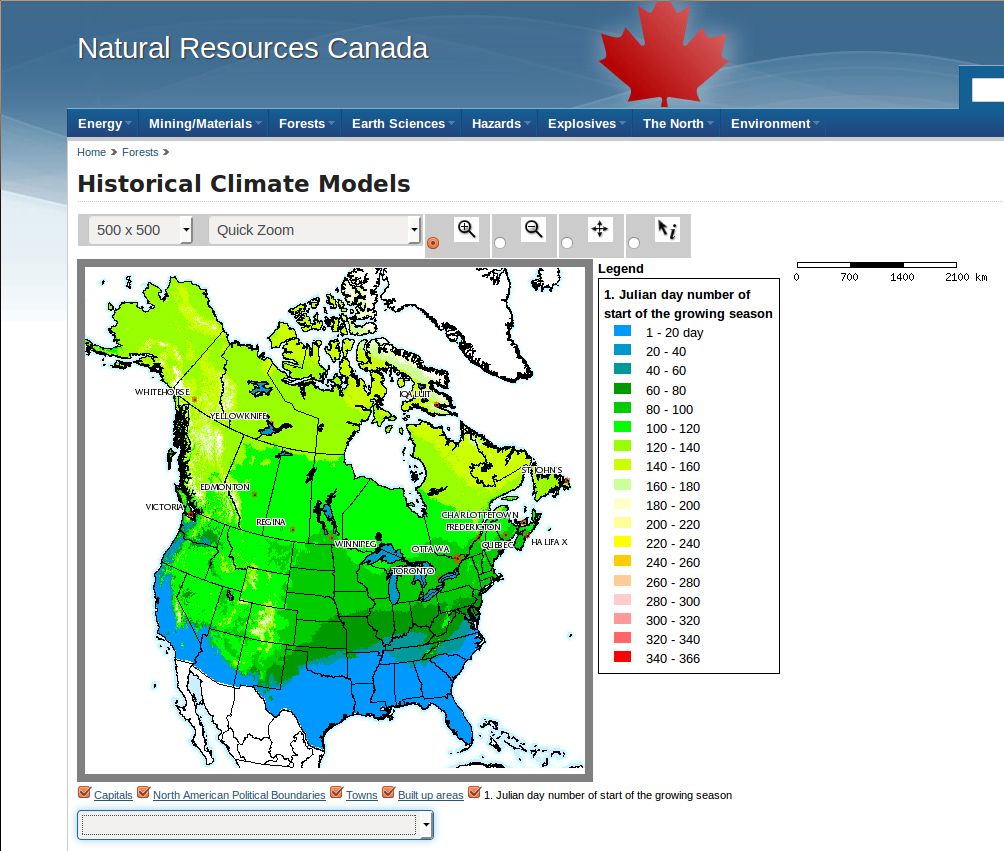 Natural Resources Canada
Energy Mining/Materials Forests Earth Sciences Hazards Explosives The North Environment
Home Forests
Historical Climate Models
500 x 500 Quick Zoom
Legend
0 700 1400 2100 km
1. Julian day number of
start of the growing season
1 - 20 day
20 - 40
40 - 60
60 - 80
80 - 100
100 - 120
120 - 140
140 - 160
160 - 180
180 - 200
200 - 220
220 - 240
240 - 260
260 - 280
280 - 300
300 - 320
320 - 340
340 - 366
WHITEHORSE
IQALUIT
YELLOWKNIFE
ST. JOHN'S
EDMONTON
VICTORIA
CHARLOTTETOWN
REGINA
FREDERICTON
WINNIPEG
OTTAWA
QUEBEC
HALIFAX
TORONTO
Capitals North American Political Boundaries Towns Built up areas 1. Julian day number of start of the growing season